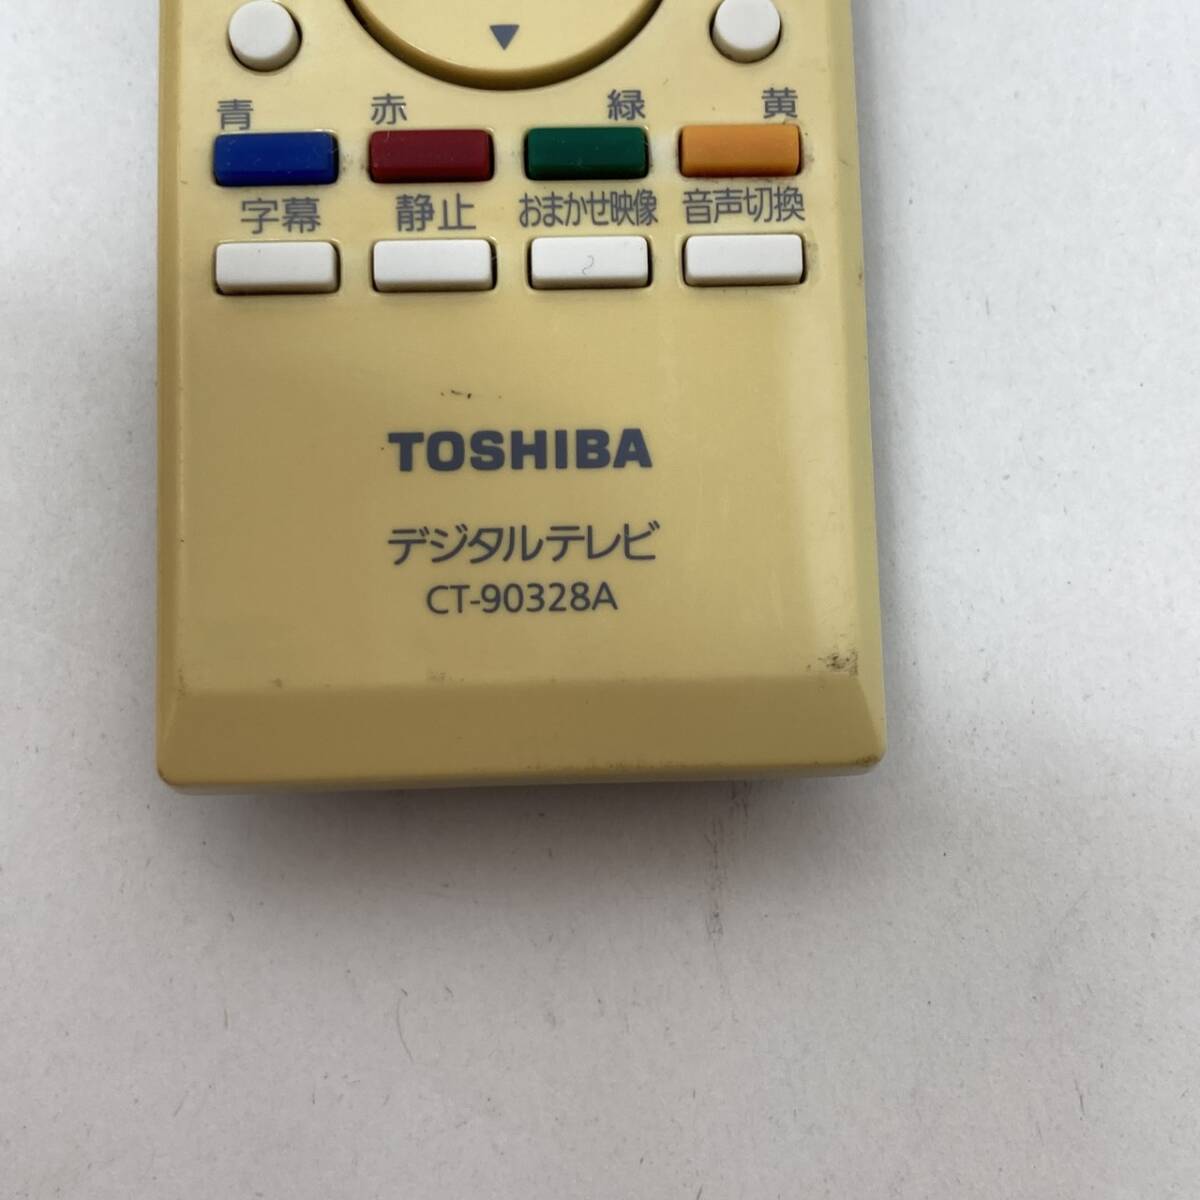 青 赤 緑 黄
字幕 静止 おまかせ映像 音声切換
TOSHIBA
デジタルテレビ
CT-90328A